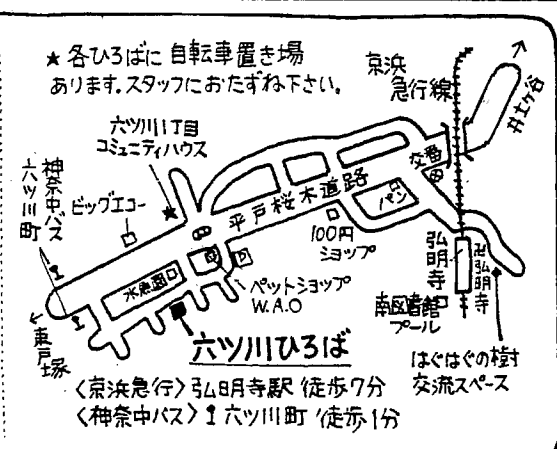 ★各ひろばに自転車置き場
あります。スタッフにおたずね下さい。
京浜
急行線
井土ヶ谷
六ツ川1丁目
コミュニティハウス
交番
神奈中バス
六ツ川町
ビッグエコー
平戸桜木道路
パン
100円
ショップ
弘明寺
卍弘明寺
水魚園
P
ペットショップ
W.A.O
南図書館
プール
←東戸塚
六ツ川ひろば
はぐはぐの樹
交流スペース
〈京浜急行〉弘明寺駅 徒歩7分
〈神奈中バス〉六ツ川町 徒歩1分